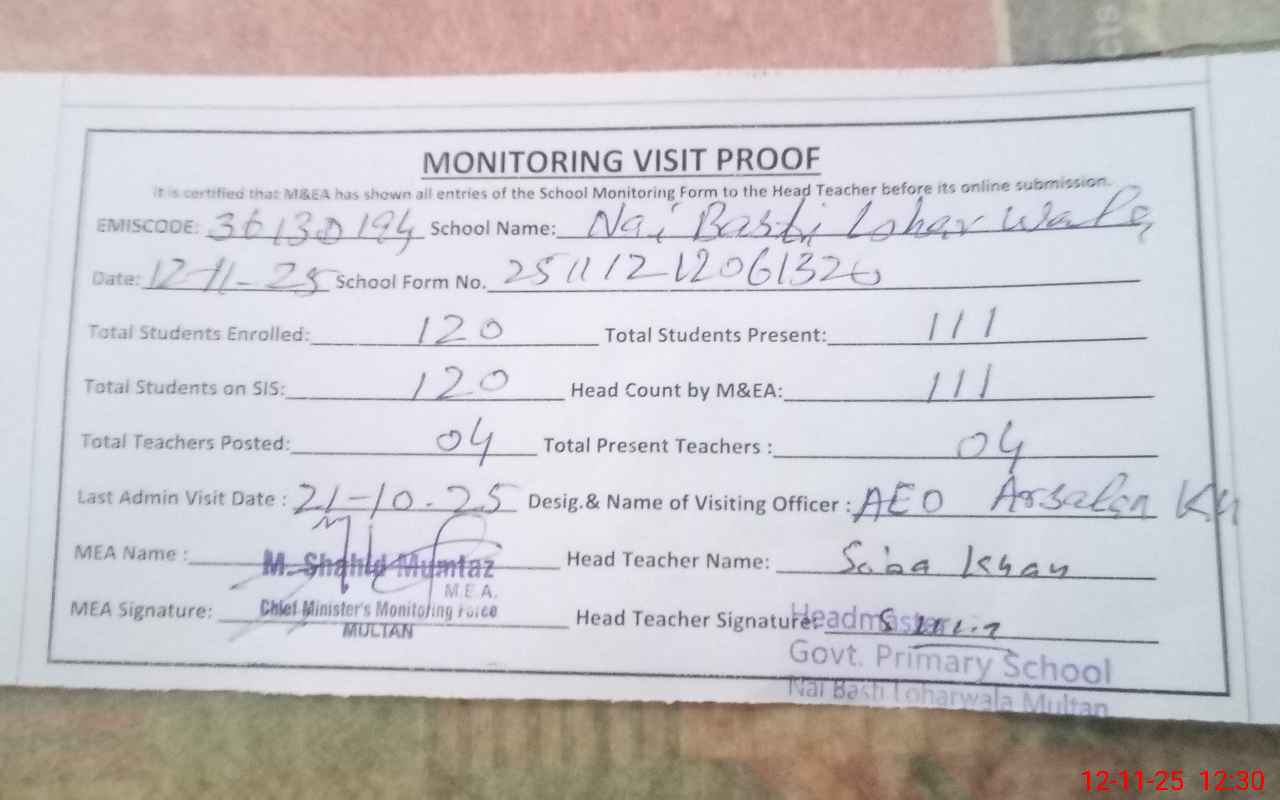 MONITORING VISIT PROOF
It is certified that M&EA has shown all entries of the School Monitoring Form to the Head Teacher before its online submission.
EMISCODE: 36130194 School Name: Nai Basti Lohar Wala
Date: 12-11-25 School Form No. 25111212061326
Total Students Enrolled: 120 Total Students Present: 111
Total Students on SIS: 120 Head Count by M&EA: 111
Total Teachers Posted: 04 Total Present Teachers : 04
Last Admin Visit Date : 21-10-25 Desig.& Name of Visiting Officer : AEO Arsalan
MEA Name : M. Shahid Mumtaz Head Teacher Name: Saba Khan
M.E.A.
MEA Signature: Chief Minister's Monitoring Force Head Teacher Signature: Headmaster
MULTAN
Govt. Primary School
Nai Basti Loharwala Multan
12-11-25 12:30